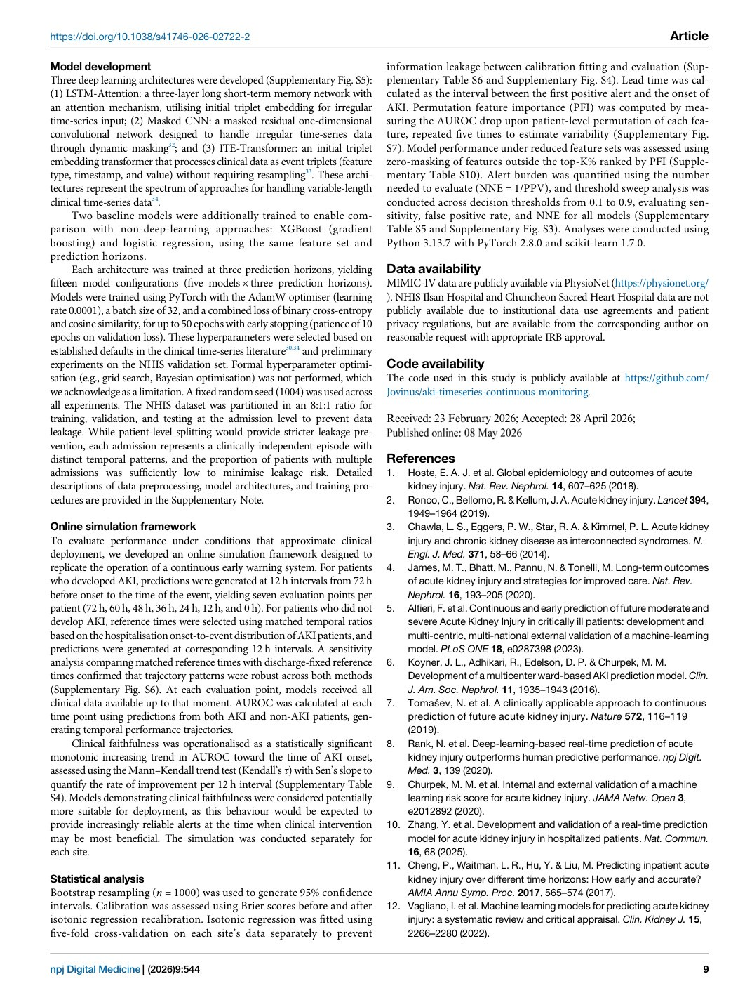 https://doi.org/10.1038/s41746-026-02722-2
Article
Model development
Three deep learning architectures were developed (Supplementary Fig. S5):
(1) LSTM-Attention: a three-layer long short-term memory network with
an attention mechanism, utilising initial triplet embedding for irregular
time-series input; (2) Masked CNN: a masked residual one-dimensional
convolutional network designed to handle irregular time-series data
through dynamic masking32; and (3) ITE-Transformer: an initial triplet
embedding transformer that processes clinical data as event triplets (feature
type, timestamp, and value) without requiring resampling33. These archi-
tectures represent the spectrum of approaches for handling variable-length
clinical time-series data34.
Two baseline models were additionally trained to enable com-
parison with non-deep-learning approaches: XGBoost (gradient
boosting) and logistic regression, using the same feature set and
prediction horizons.
Each architecture was trained at three prediction horizons, yielding
fifteen model configurations (five models × three prediction horizons).
Models were trained using PyTorch with the AdamW optimiser (learning
rate 0.0001), a batch size of 32, and a combined loss of binary cross-entropy
and cosine similarity, for up to 50 epochs with early stopping (patience of 10
epochs on validation loss). These hyperparameters were selected based on
established defaults in the clinical time-series literature30,34 and preliminary
experiments on the NHIS validation set. Formal hyperparameter optimi-
sation (e.g., grid search, Bayesian optimisation) was not performed, which
we acknowledge as a limitation. A fixed random seed (1004) was used across
all experiments. The NHIS dataset was partitioned in an 8:1:1 ratio for
training, validation, and testing at the admission level to prevent data
leakage. While patient-level splitting would provide stricter leakage pre-
vention, each admission represents a clinically independent episode with
distinct temporal patterns, and the proportion of patients with multiple
admissions was sufficiently low to minimise leakage risk. Detailed
descriptions of data preprocessing, model architectures, and training pro-
cedures are provided in the Supplementary Note.
Online simulation framework
To evaluate performance under conditions that approximate clinical
deployment, we developed an online simulation framework designed to
replicate the operation of a continuous early warning system. For patients
who developed AKI, predictions were generated at 12 h intervals from 72 h
before onset to the time of the event, yielding seven evaluation points per
patient (72 h, 60 h, 48 h, 36 h, 24 h, 12 h, and 0 h). For patients who did not
develop AKI, reference times were selected using matched temporal ratios
based on the hospitalisation onset-to-event distribution of AKI patients, and
predictions were generated at corresponding 12 h intervals. A sensitivity
analysis comparing matched reference times with discharge-fixed reference
times confirmed that trajectory patterns were robust across both methods
(Supplementary Fig. S6). At each evaluation point, models received all
clinical data available up to that moment. AUROC was calculated at each
time point using predictions from both AKI and non-AKI patients, gen-
erating temporal performance trajectories.
Clinical faithfulness was operationalised as a statistically significant
monotonic increasing trend in AUROC toward the time of AKI onset,
assessed using the Mann–Kendall trend test (Kendall's τ) with Sen's slope to
quantify the rate of improvement per 12 h interval (Supplementary Table
S4). Models demonstrating clinical faithfulness were considered potentially
more suitable for deployment, as this behaviour would be expected to
provide increasingly reliable alerts at the time when clinical intervention
may be most beneficial. The simulation was conducted separately for
each site.
Statistical analysis
Bootstrap resampling (n = 1000) was used to generate 95% confidence
intervals. Calibration was assessed using Brier scores before and after
isotonic regression recalibration. Isotonic regression was fitted using
five-fold cross-validation on each site's data separately to prevent
information leakage between calibration fitting and evaluation (Sup-
plementary Table S6 and Supplementary Fig. S4). Lead time was cal-
culated as the interval between the first positive alert and the onset of
AKI. Permutation feature importance (PFI) was computed by mea-
suring the AUROC drop upon patient-level permutation of each fea-
ture, repeated five times to estimate variability (Supplementary Fig.
S7). Model performance under reduced feature sets was assessed using
zero-masking of features outside the top-K% ranked by PFI (Supple-
mentary Table S10). Alert burden was quantified using the number
needed to evaluate (NNE = 1/PPV), and threshold sweep analysis was
conducted across decision thresholds from 0.1 to 0.9, evaluating sen-
sitivity, false positive rate, and NNE for all models (Supplementary
Table S5 and Supplementary Fig. S3). Analyses were conducted using
Python 3.13.7 with PyTorch 2.8.0 and scikit-learn 1.7.0.
Data availability
MIMIC-IV data are publicly available via PhysioNet (https://physionet.org/
). NHIS Ilsan Hospital and Chuncheon Sacred Heart Hospital data are not
publicly available due to institutional data use agreements and patient
privacy regulations, but are available from the corresponding author on
reasonable request with appropriate IRB approval.
Code availability
The code used in this study is publicly available at https://github.com/
Jovinus/aki-timeseries-continuous-monitoring.
Received: 23 February 2026; Accepted: 28 April 2026;
Published online: 08 May 2026
References
1. Hoste, E. A. J. et al. Global epidemiology and outcomes of acute
kidney injury. Nat. Rev. Nephrol. 14, 607–625 (2018).
2. Ronco, C., Bellomo, R. & Kellum, J. A. Acute kidney injury. Lancet 394,
1949–1964 (2019).
3. Chawla, L. S., Eggers, P. W., Star, R. A. & Kimmel, P. L. Acute kidney
injury and chronic kidney disease as interconnected syndromes. N.
Engl. J. Med. 371, 58–66 (2014).
4. James, M. T., Bhatt, M., Pannu, N. & Tonelli, M. Long-term outcomes
of acute kidney injury and strategies for improved care. Nat. Rev.
Nephrol. 16, 193–205 (2020).
5. Alfieri, F. et al. Continuous and early prediction of future moderate and
severe Acute Kidney Injury in critically ill patients: development and
multi-centric, multi-national external validation of a machine-learning
model. PLoS ONE 18, e0287398 (2023).
6. Koyner, J. L., Adhikari, R., Edelson, D. P. & Churpek, M. M.
Development of a multicenter ward-based AKI prediction model. Clin.
J. Am. Soc. Nephrol. 11, 1935–1943 (2016).
7. Tomašev, N. et al. A clinically applicable approach to continuous
prediction of future acute kidney injury. Nature 572, 116–119
(2019).
8. Rank, N. et al. Deep-learning-based real-time prediction of acute
kidney injury outperforms human predictive performance. npj Digit.
Med. 3, 139 (2020).
9. Churpek, M. M. et al. Internal and external validation of a machine
learning risk score for acute kidney injury. JAMA Netw. Open 3,
e2012892 (2020).
10. Zhang, Y. et al. Development and validation of a real-time prediction
model for acute kidney injury in hospitalized patients. Nat. Commun.
16, 68 (2025).
11. Cheng, P., Waitman, L. R., Hu, Y. & Liu, M. Predicting inpatient acute
kidney injury over different time horizons: How early and accurate?
AMIA Annu Symp. Proc. 2017, 565–574 (2017).
12. Vagliano, I. et al. Machine learning models for predicting acute kidney
injury: a systematic review and critical appraisal. Clin. Kidney J. 15,
2266–2280 (2022).
npj Digital Medicine | (2026)9:544
9